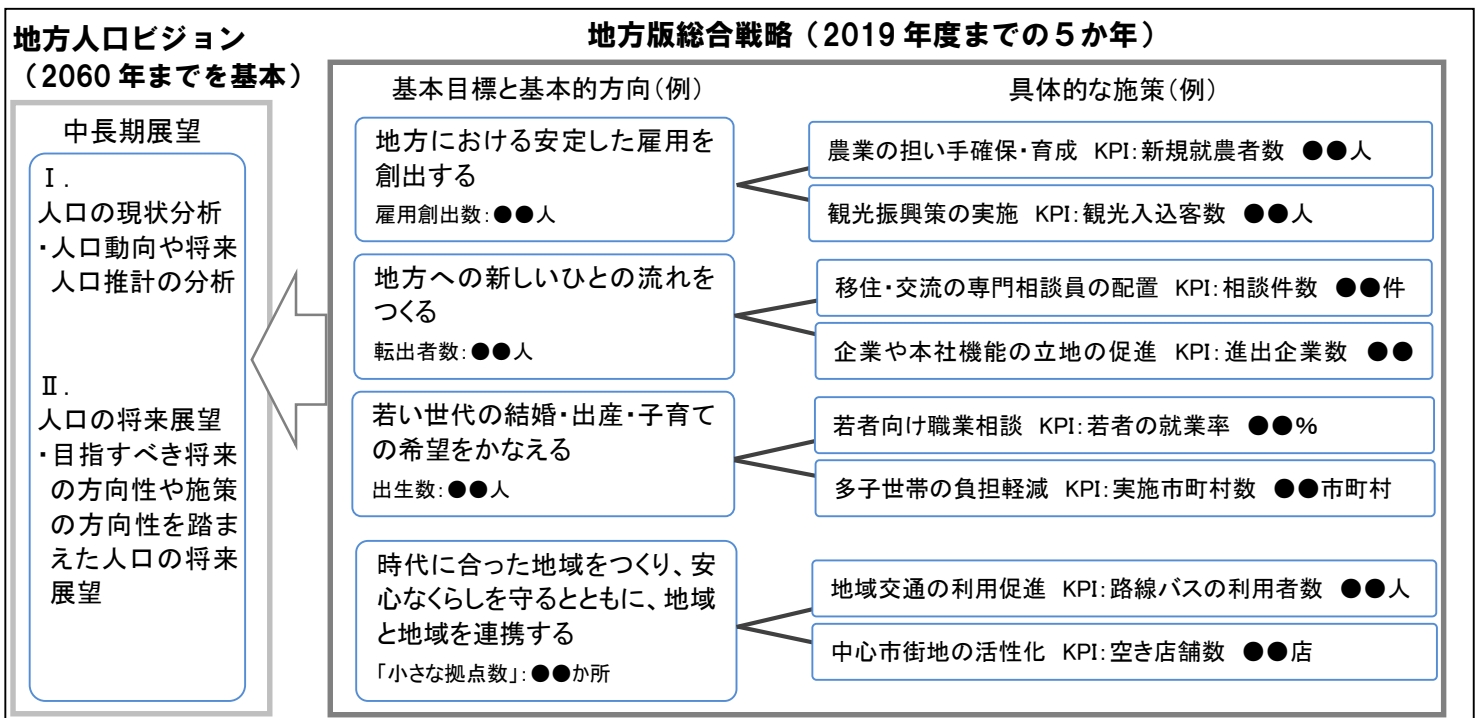 地方人口ビジョン
（2060 年までを基本）
中長期展望
Ⅰ．
人口の現状分析
・人口動向や将来
人口推計の分析
Ⅱ．
人口の将来展望
・目指すべき将来
の方向性や施策
の方向性を踏ま
えた人口の将来
展望
地方版総合戦略（2019 年度までの５か年）
基本目標と基本的方向（例）
具体的な施策（例）
地方における安定した雇用を
創出する
雇用創出数：●●人
農業の担い手確保・育成 KPI：新規就農者数 ●●人
観光振興策の実施 KPI：観光入込客数 ●●人
地方への新しいひとの流れを
つくる
転出者数：●●人
移住・交流の専門相談員の配置 KPI：相談件数 ●●件
企業や本社機能の立地の促進 KPI：進出企業数 ●●
若い世代の結婚・出産・子育て
の希望をかなえる
出生数：●●人
若者向け職業相談 KPI：若者の就業率 ●●%
多子世帯の負担軽減 KPI：実施市町村数 ●●市町村
時代に合った地域をつくり、安
心なくらしを守るとともに、地域
と地域を連携する
「小さな拠点数」：●●か所
地域交通の利用促進 KPI：路線バスの利用者数 ●●人
中心市街地の活性化 KPI：空き店舗数 ●●店